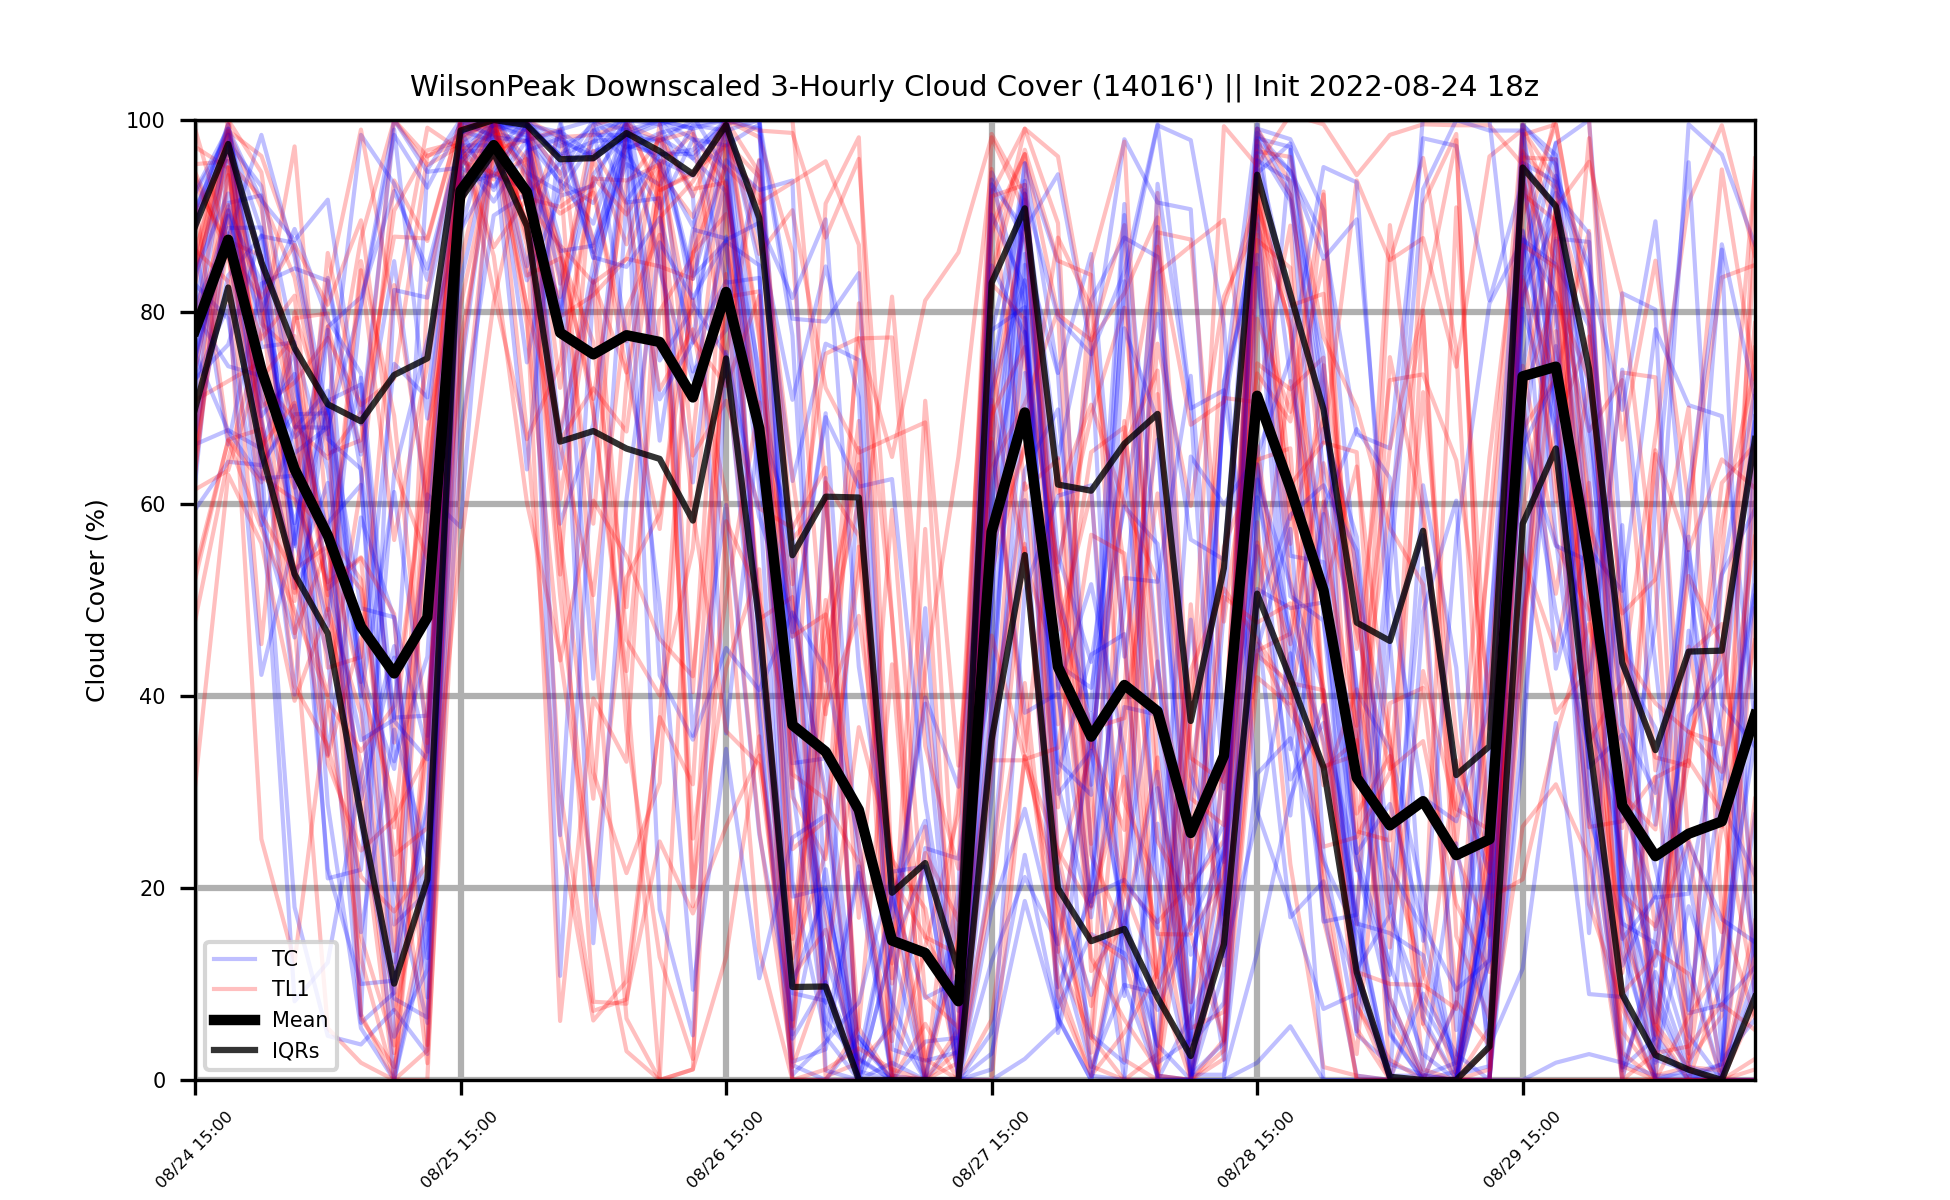 WilsonPeak Downscaled 3-Hourly Cloud Cover (14016') || Init 2022-08-24 18z
Cloud Cover (%)
100
80
60
40
20
0
TC
TL1
Mean
IQRs
08/24 15:00
08/25 15:00
08/26 15:00
08/27 15:00
08/28 15:00
08/29 15:00